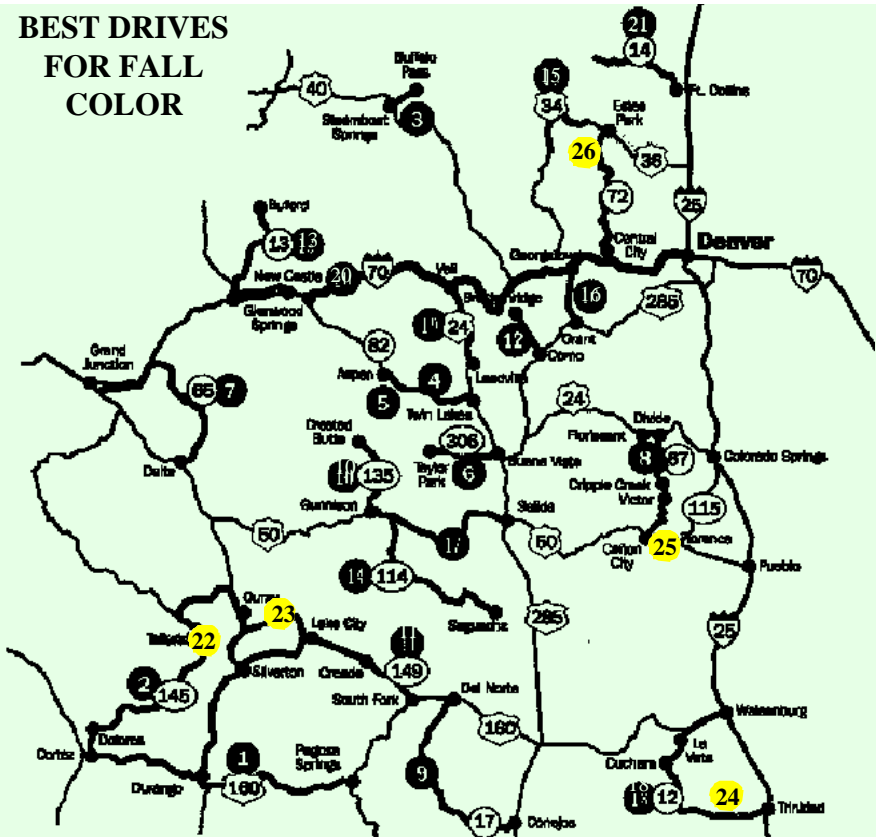 BEST DRIVES
FOR FALL
COLOR
21
14
Ft. Collins
Buffalo
Pass
40
Steamboat
Springs
3
15
34
Estes
Park
26
36
72
25
Central
City
Denver
Georgetown
70
Buford
13
New Castle
20
70
Vail
Glenwood
Springs
Breckenridge
16
285
24
12
Grant
Como
82
Grand
Junction
Aspen
4
Leadville
65
7
5
Twin Lakes
24
Crested
Butte
306
Divide
Florissant
Delta
135
Taylor
Park
6
Buena Vista
8
67
Colorado Springs
Cripple Creek
Victor
115
Gunnison
Salida
50
17
50
Cañon
City
25
Florence
14
114
Pueblo
Ouray
23
Saguache
285
22
Lake City
25
Telluride
Silverton
Creede
149
2
145
South Fork
Del Norte
160
Walsenburg
La
Veta
Dolores
Cortez
1
Pagosa
Springs
9
Cuchara
Durango
160
12
24
17
Conejos
Trinidad